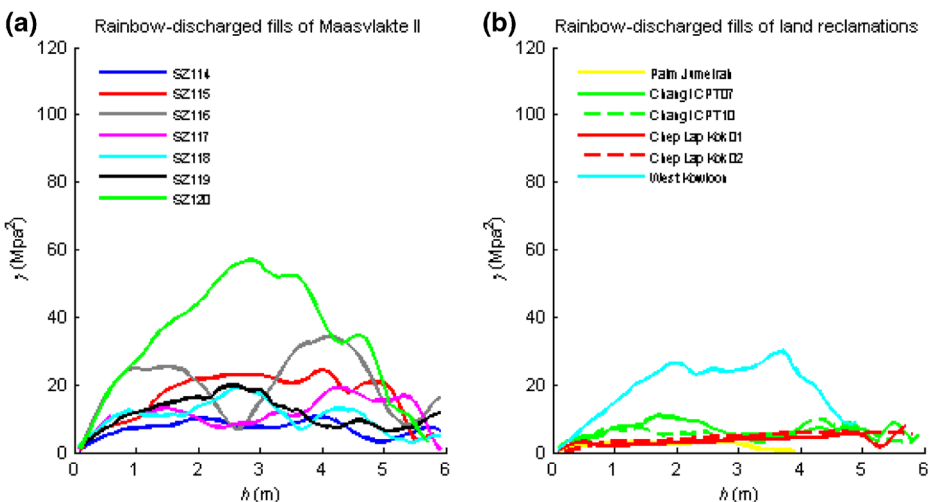 (a) Rainbow-discharged fills of Maasvlakte II
120
100
80
60
40
20
0
γ (Mpa²)
SZ114
SZ115
SZ116
SZ117
SZ118
SZ119
SZ120
0 1 2 3 4 5 6
h (m)
(b) Rainbow-discharged fills of land reclamations
120
100
80
60
40
20
0
γ (Mpa²)
Palm Jumeirah
Changi CPT07
Changi CPT10
Chep Lap Kok 01
Chep Lap Kok 02
West Kowloon
0 1 2 3 4 5 6
h (m)